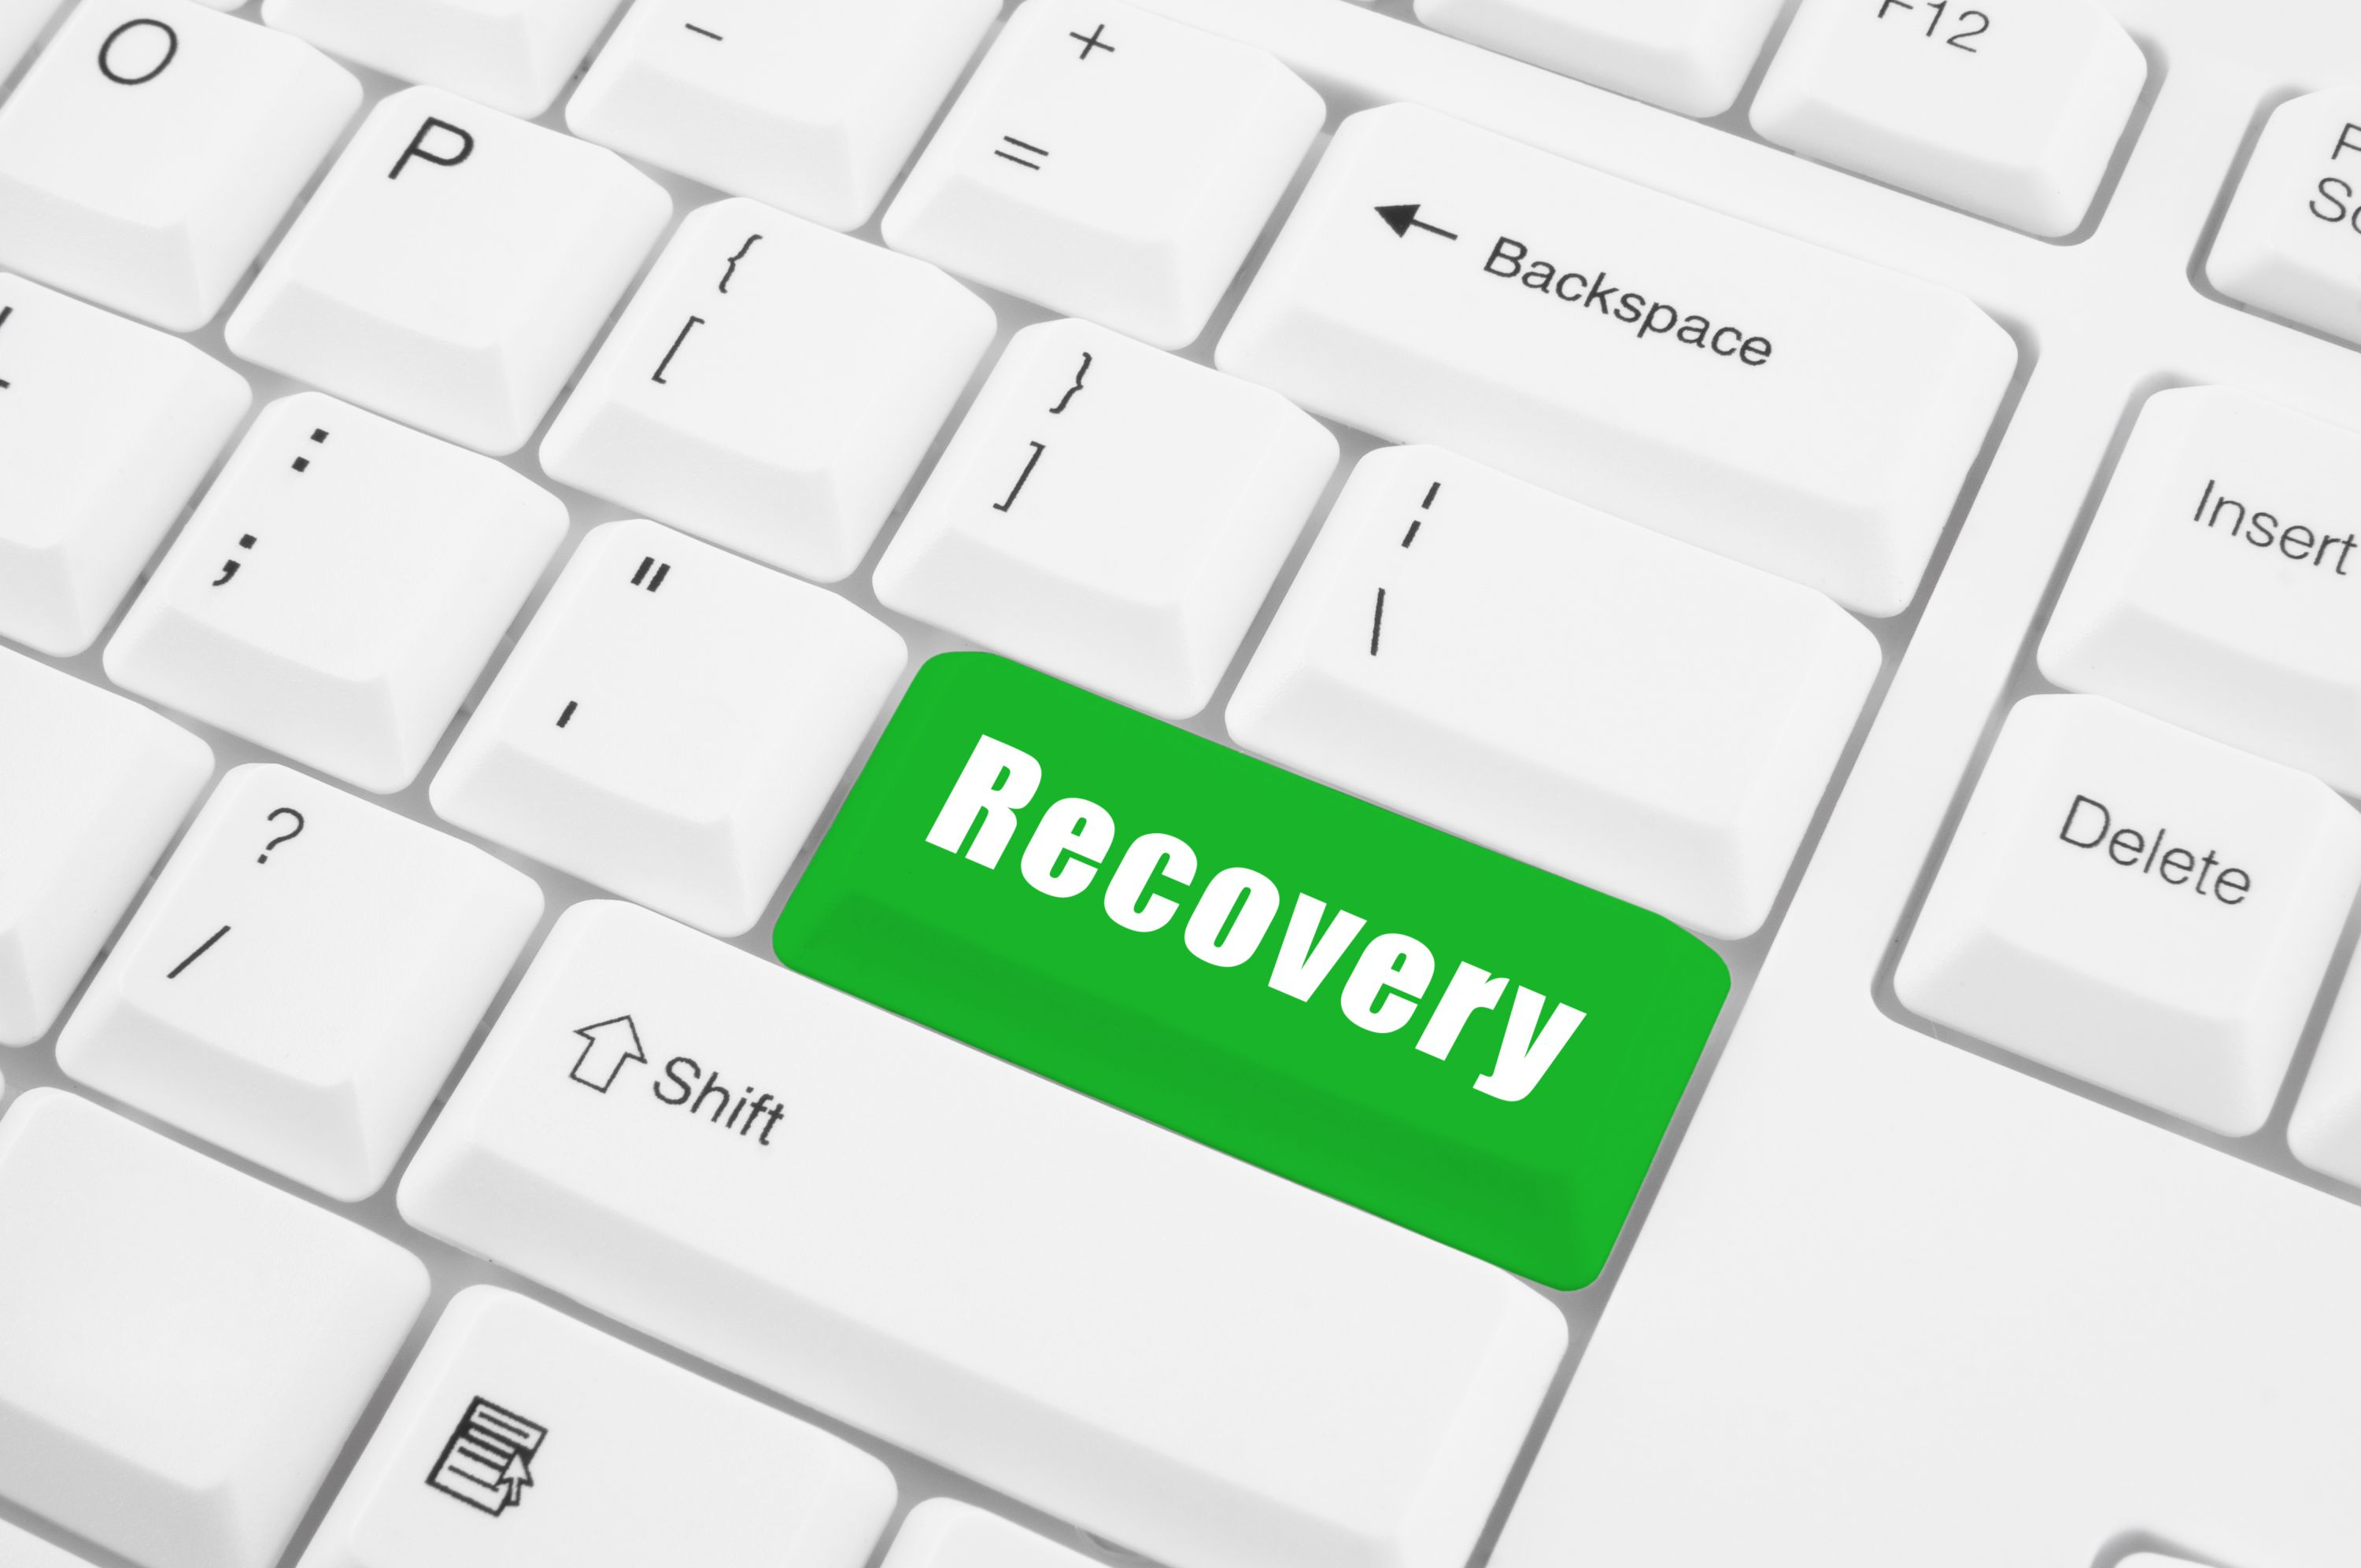 F12
O
-
+
=
P
← Backspace
{
[
}
]
¦
\
Insert
:
;
"
'
Recovery
Delete
?
/
⇧ Shift